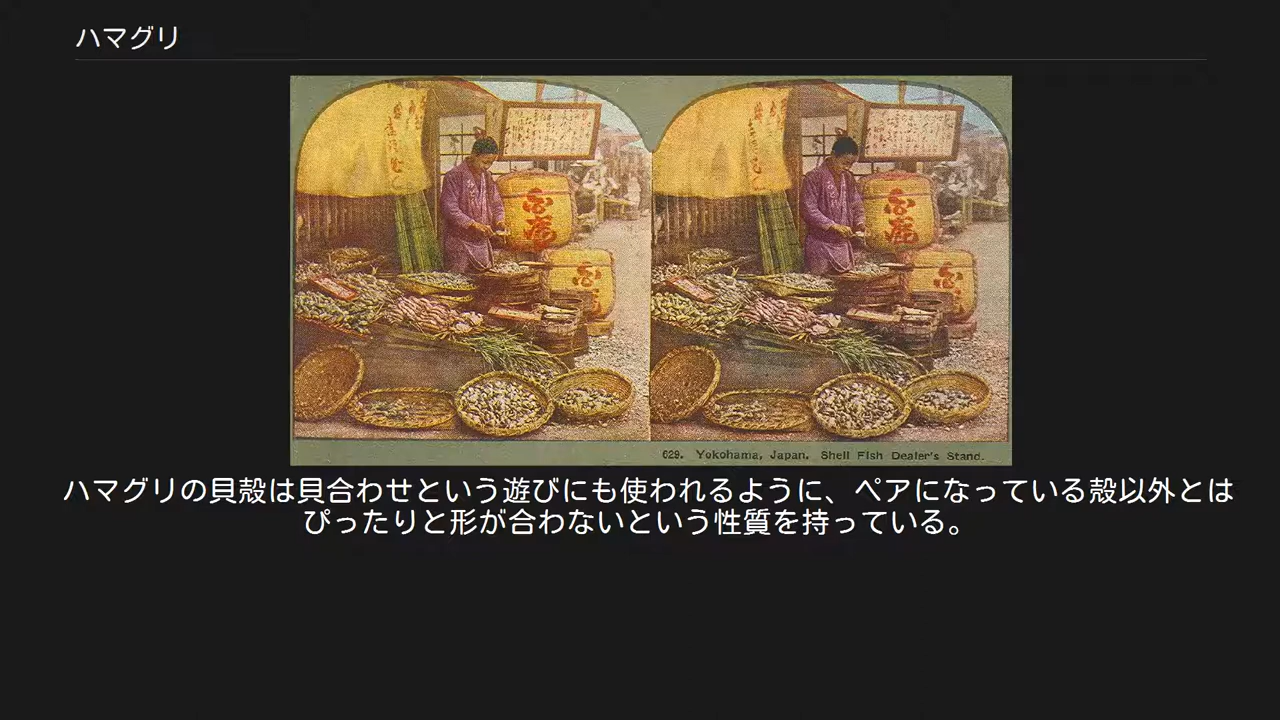 ハマグリ
629. Yokohama, Japan. Shell Fish Dealer's Stand.
ハマグリの貝殻は貝合わせという遊びにも使われるように、ペアになっている殻以外とは
ぴったりと形が合わないという性質を持っている。